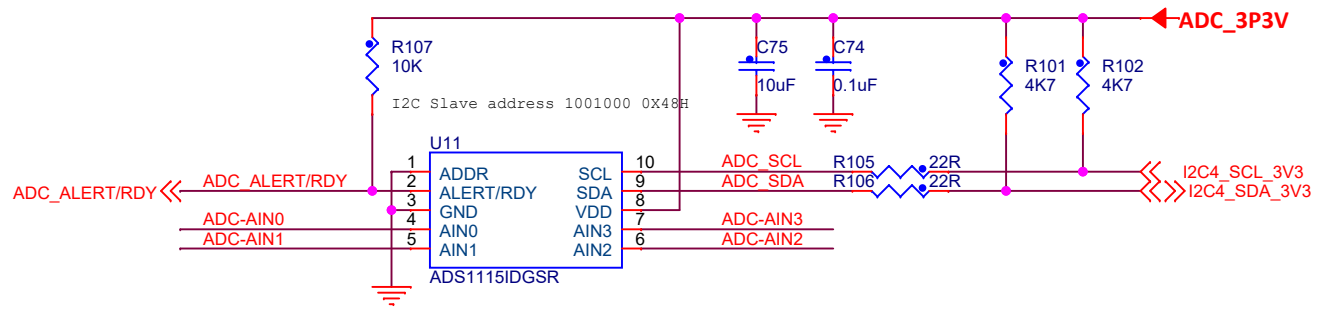 ADC_3P3V
R107
10K
C75
10uF
C74
0.1uF
R101
4K7
R102
4K7
I2C Slave address 1001000 0X48H
U11
1
ADDR
SCL
10
ADC_SCL
R105
22R
I2C4_SCL_3V3
ADC_ALERT/RDY
ADC_ALERT/RDY
2
ALERT/RDY
SDA
9
ADC_SDA
R106
22R
I2C4_SDA_3V3
3
GND
VDD
8
ADC-AIN0
4
AIN0
AIN3
7
ADC-AIN3
ADC-AIN1
5
AIN1
AIN2
6
ADC-AIN2
ADS1115IDGSR